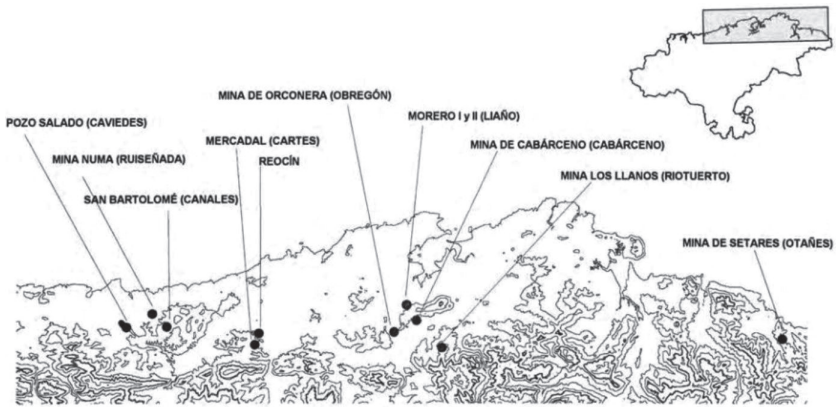 MINA DE ORCONERA (OBREGÓN)
POZO SALADO (CAVIEDES)
MORERO I y II (LIAÑO)
MERCADAL (CARTES)
MINA DE CABÁRCENO (CABÁRCENO)
MINA NUMA (RUISEÑADA)
REOCÍN
MINA LOS LLANOS (RIOTUERTO)
SAN BARTOLOMÉ (CANALES)
MINA DE SETARES (OTAÑES)